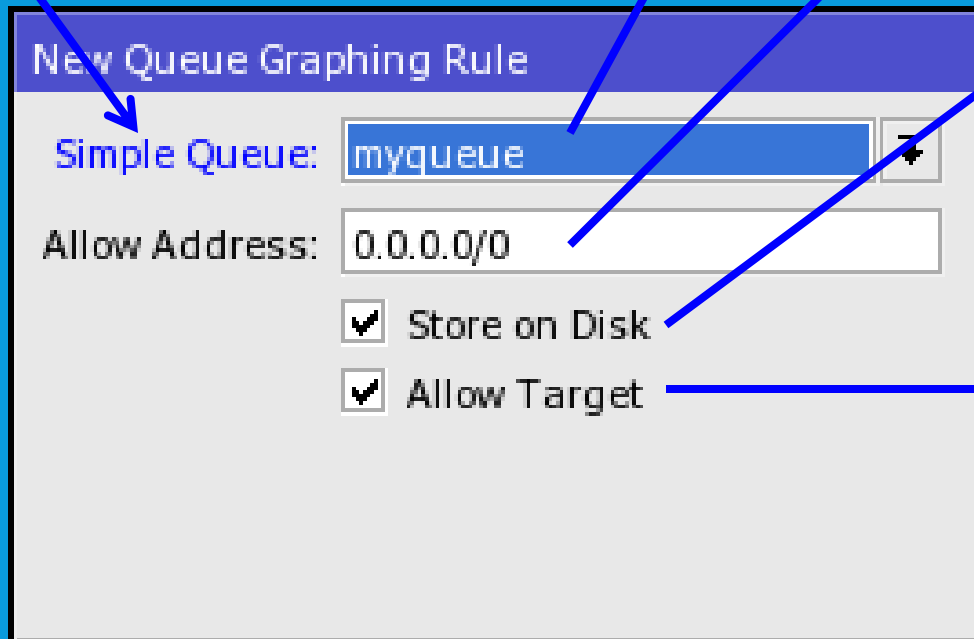 New Queue Graphing Rule
Simple Queue: myqueue
Allow Address: 0.0.0.0/0
Store on Disk
Allow Target